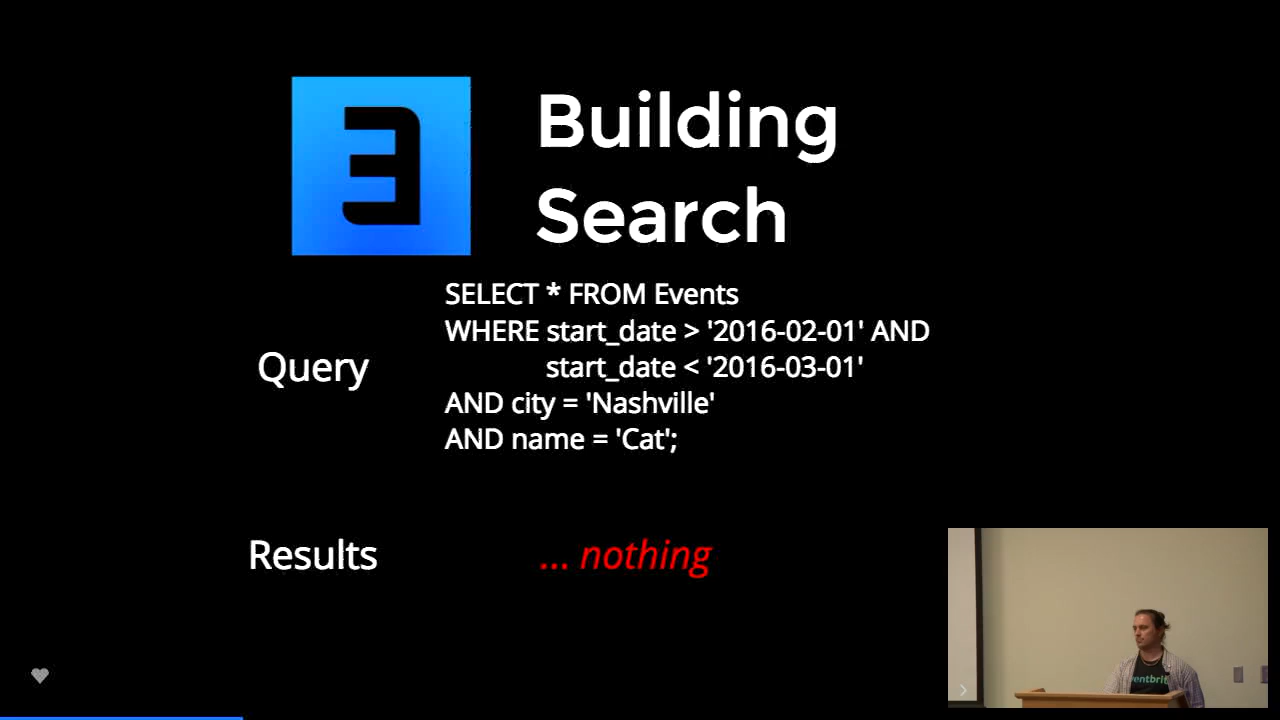 Building
Search
SELECT * FROM Events
WHERE start_date > '2016-02-01' AND
start_date < '2016-03-01'
Query
AND city = 'Nashville'
AND name = 'Cat';
Results
... nothing
entbri